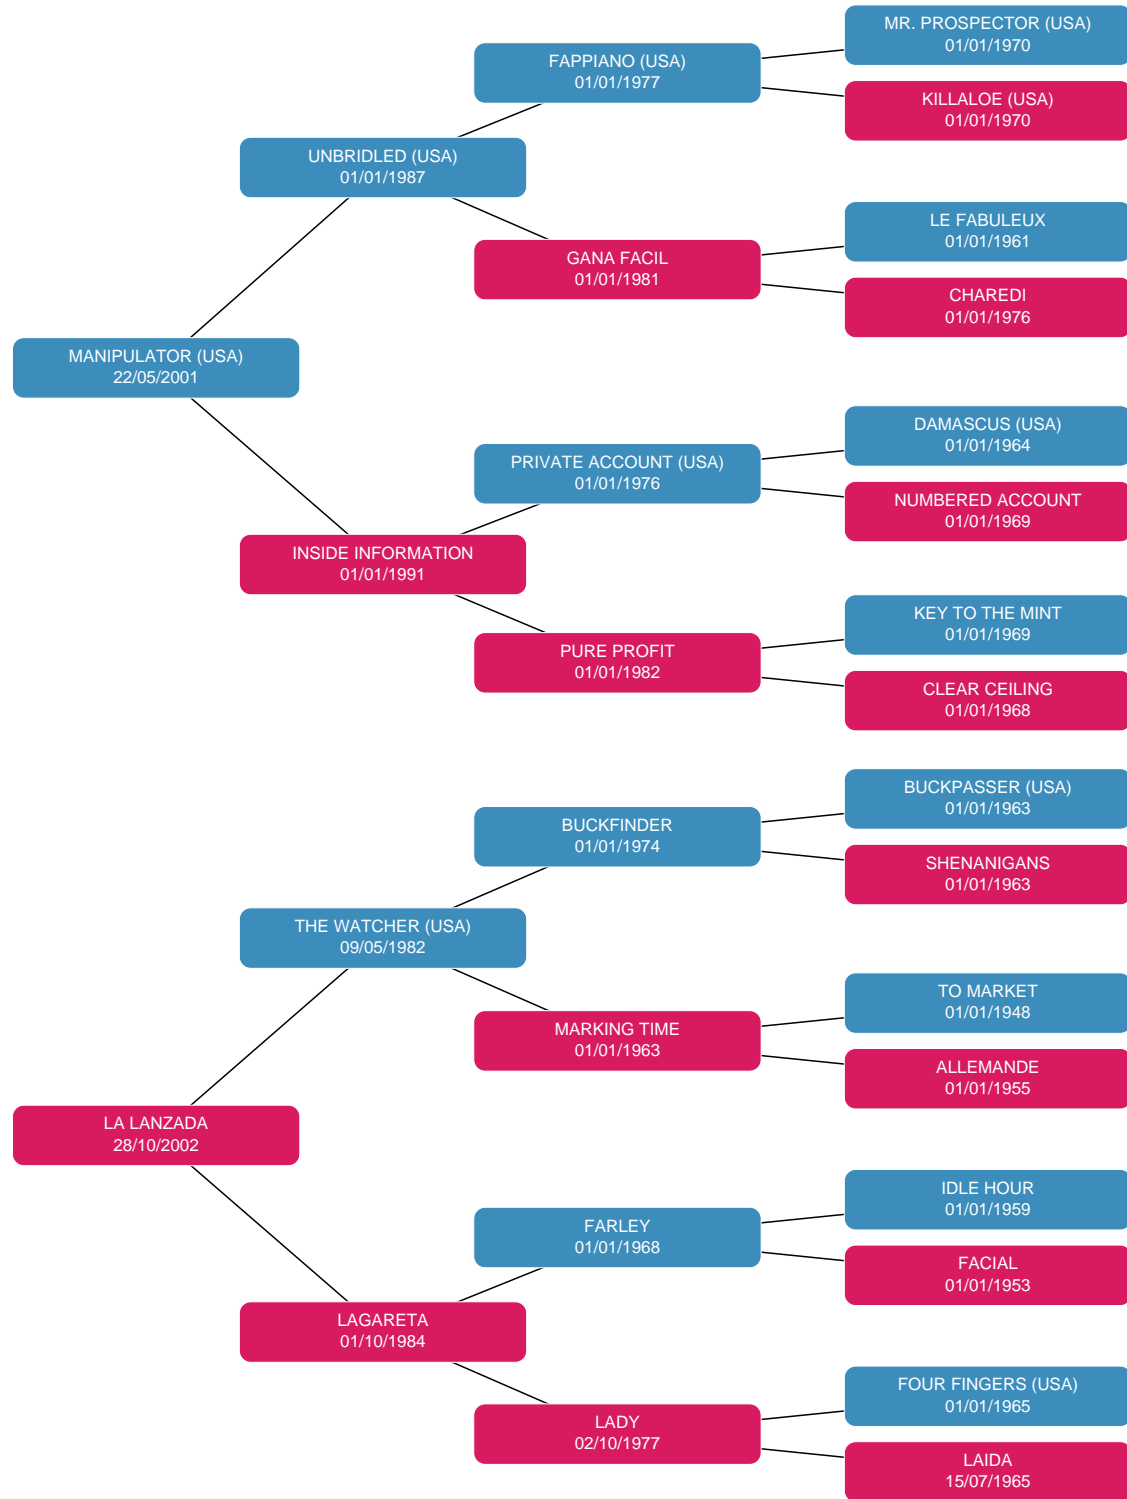 MR. PROSPECTOR (USA)
01/01/1970
FAPPIANO (USA)
01/01/1977
KILLALOE (USA)
01/01/1970
UNBRIDLED (USA)
01/01/1987
LE FABULEUX
01/01/1961
GANA FACIL
01/01/1981
CHAREDI
01/01/1976
MANIPULATOR (USA)
22/05/2001
DAMASCUS (USA)
01/01/1964
PRIVATE ACCOUNT (USA)
01/01/1976
NUMBERED ACCOUNT
01/01/1969
INSIDE INFORMATION
01/01/1991
KEY TO THE MINT
01/01/1969
PURE PROFIT
01/01/1982
CLEAR CEILING
01/01/1968
BUCKPASSER (USA)
01/01/1963
BUCKFINDER
01/01/1974
SHENANIGANS
01/01/1963
THE WATCHER (USA)
09/05/1982
TO MARKET
01/01/1948
MARKING TIME
01/01/1963
ALLEMANDE
01/01/1955
LA LANZADA
28/10/2002
IDLE HOUR
01/01/1959
FARLEY
01/01/1968
FACIAL
01/01/1953
LAGARETA
01/10/1984
FOUR FINGERS (USA)
01/01/1965
LADY
02/10/1977
LAIDA
15/07/1965